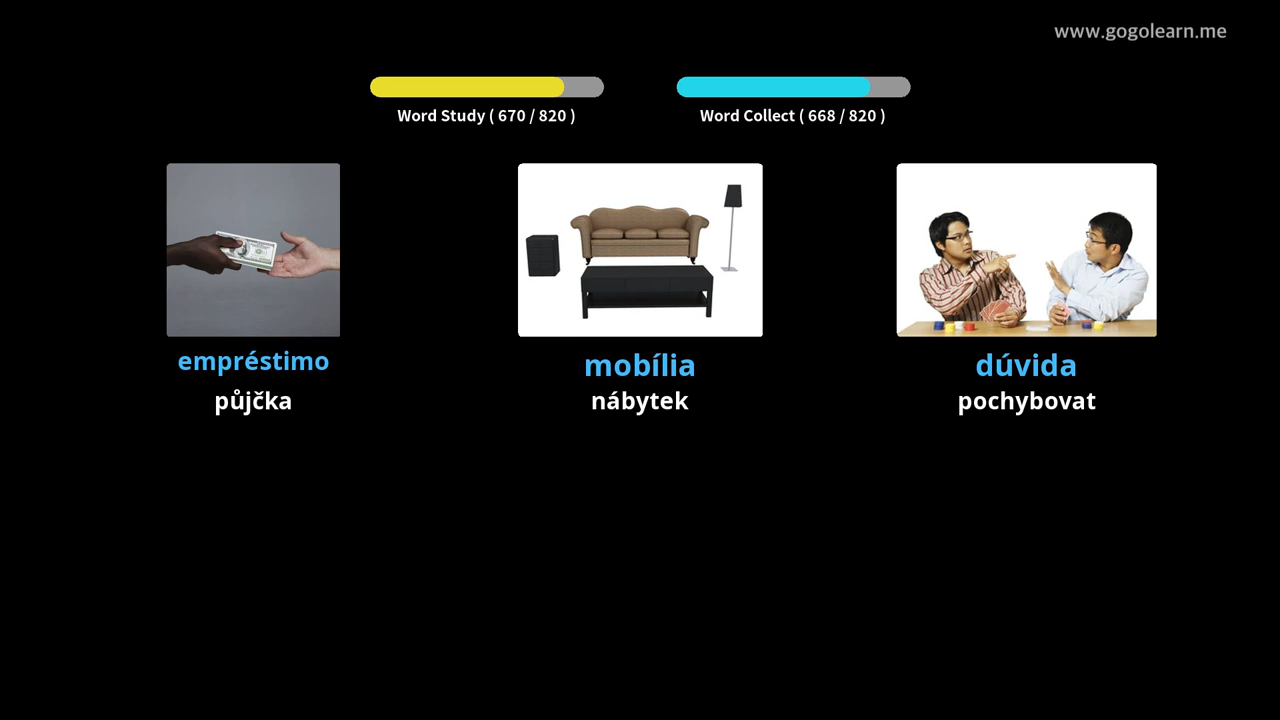 www.gogolearn.me
Word Study ( 670 / 820 )
Word Collect ( 668 / 820 )
empréstimo
půjčka
mobília
nábytek
dúvida
pochybovat